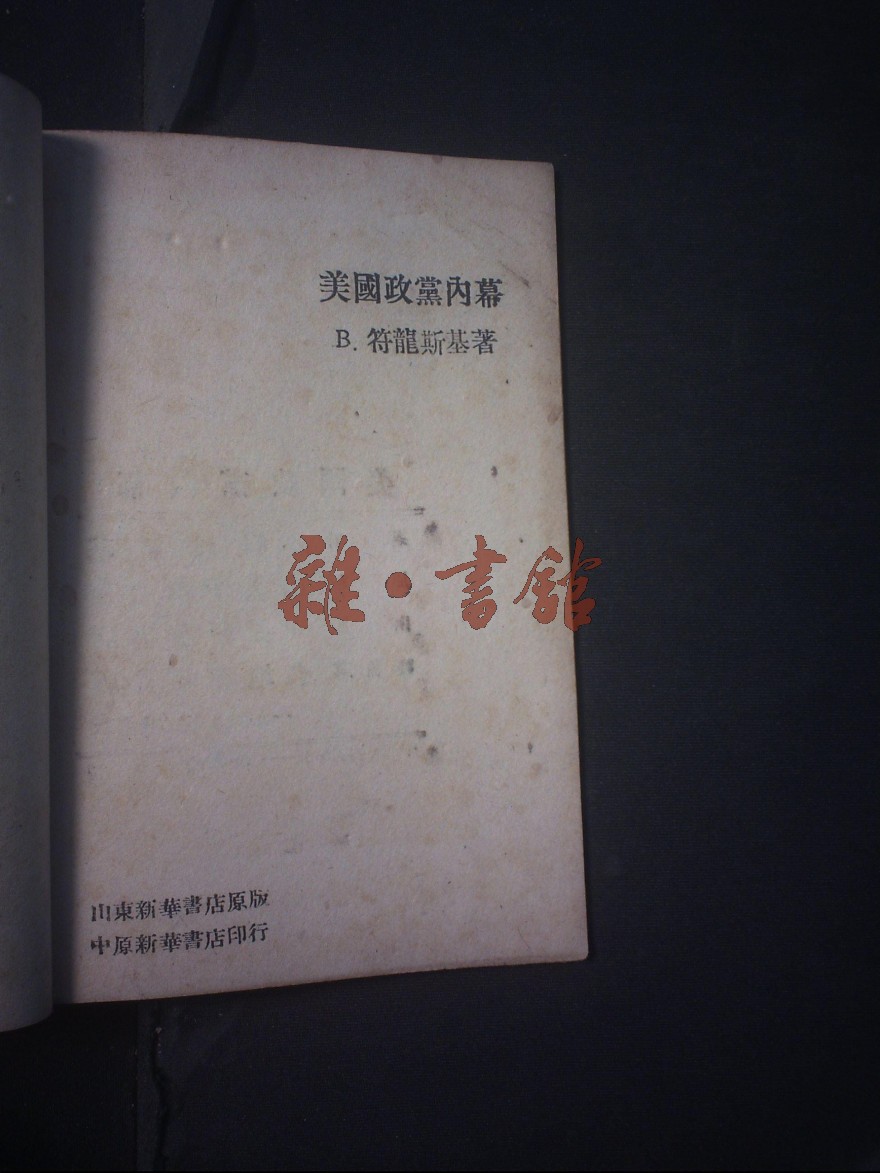 美國政黨內幕
B. 符龍斯基著
雜·書館
山東新華書店原版
中原新華書店印行